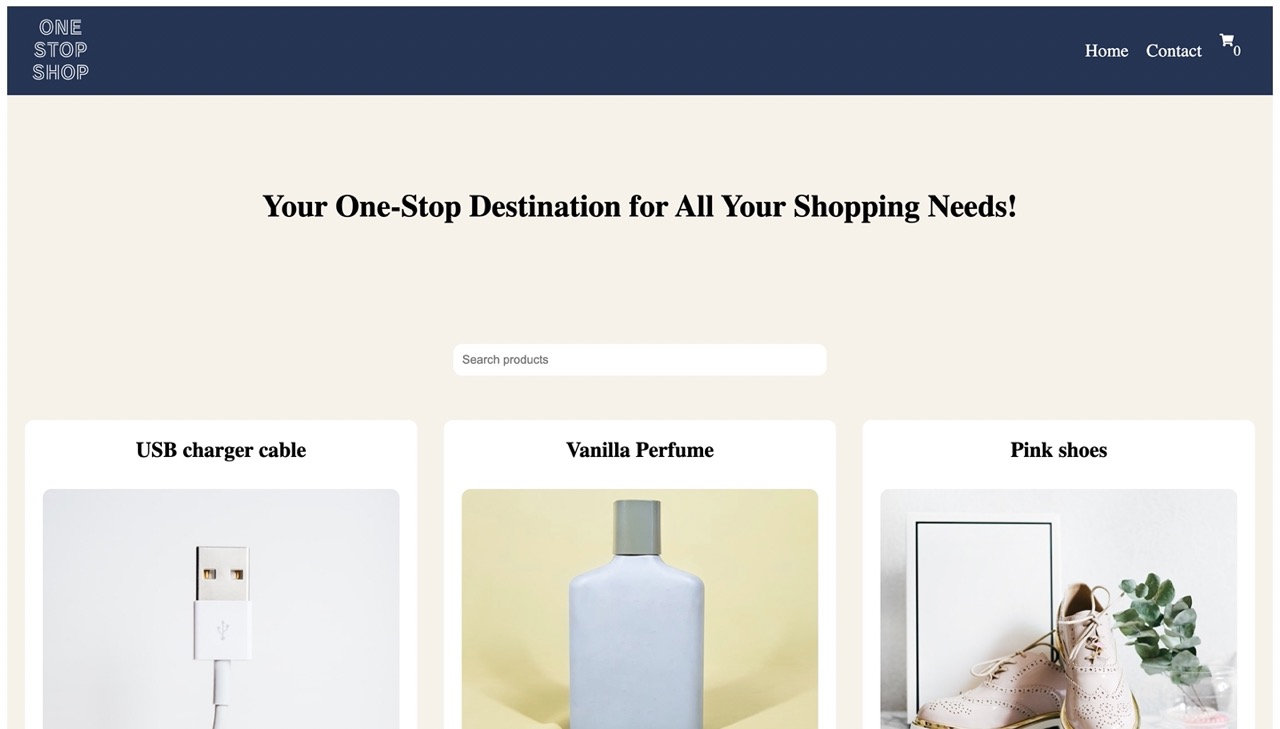 ONE
STOP
SHOP
Home Contact 0
Your One-Stop Destination for All Your Shopping Needs!
Search products
USB charger cable
Vanilla Perfume
Pink shoes